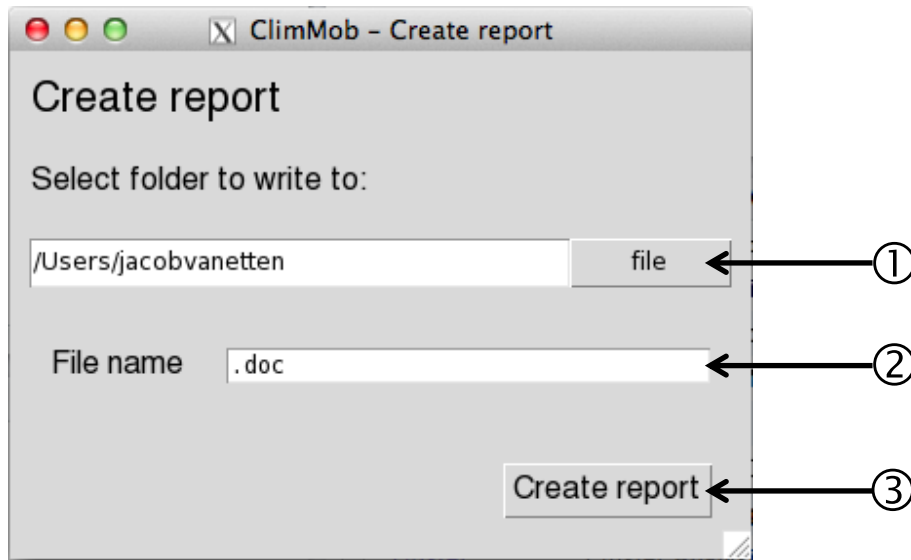 ClimMob – Create report
Create report
Select folder to write to:
/Users/jacobvanetten file ①
File name .doc ②
Create report ③